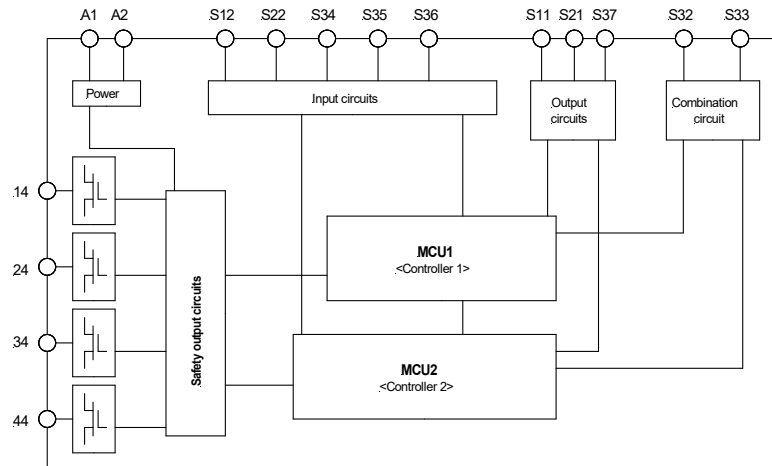 A1 A2 S12 S22 S34 S35 S36 S11 S21 S37 S32 S33
Power
Input circuits
Output
circuits
Combination
circuit
14
24
34
44
Safety output circuits
MCU1
<Controller 1>
MCU2
<Controller 2>